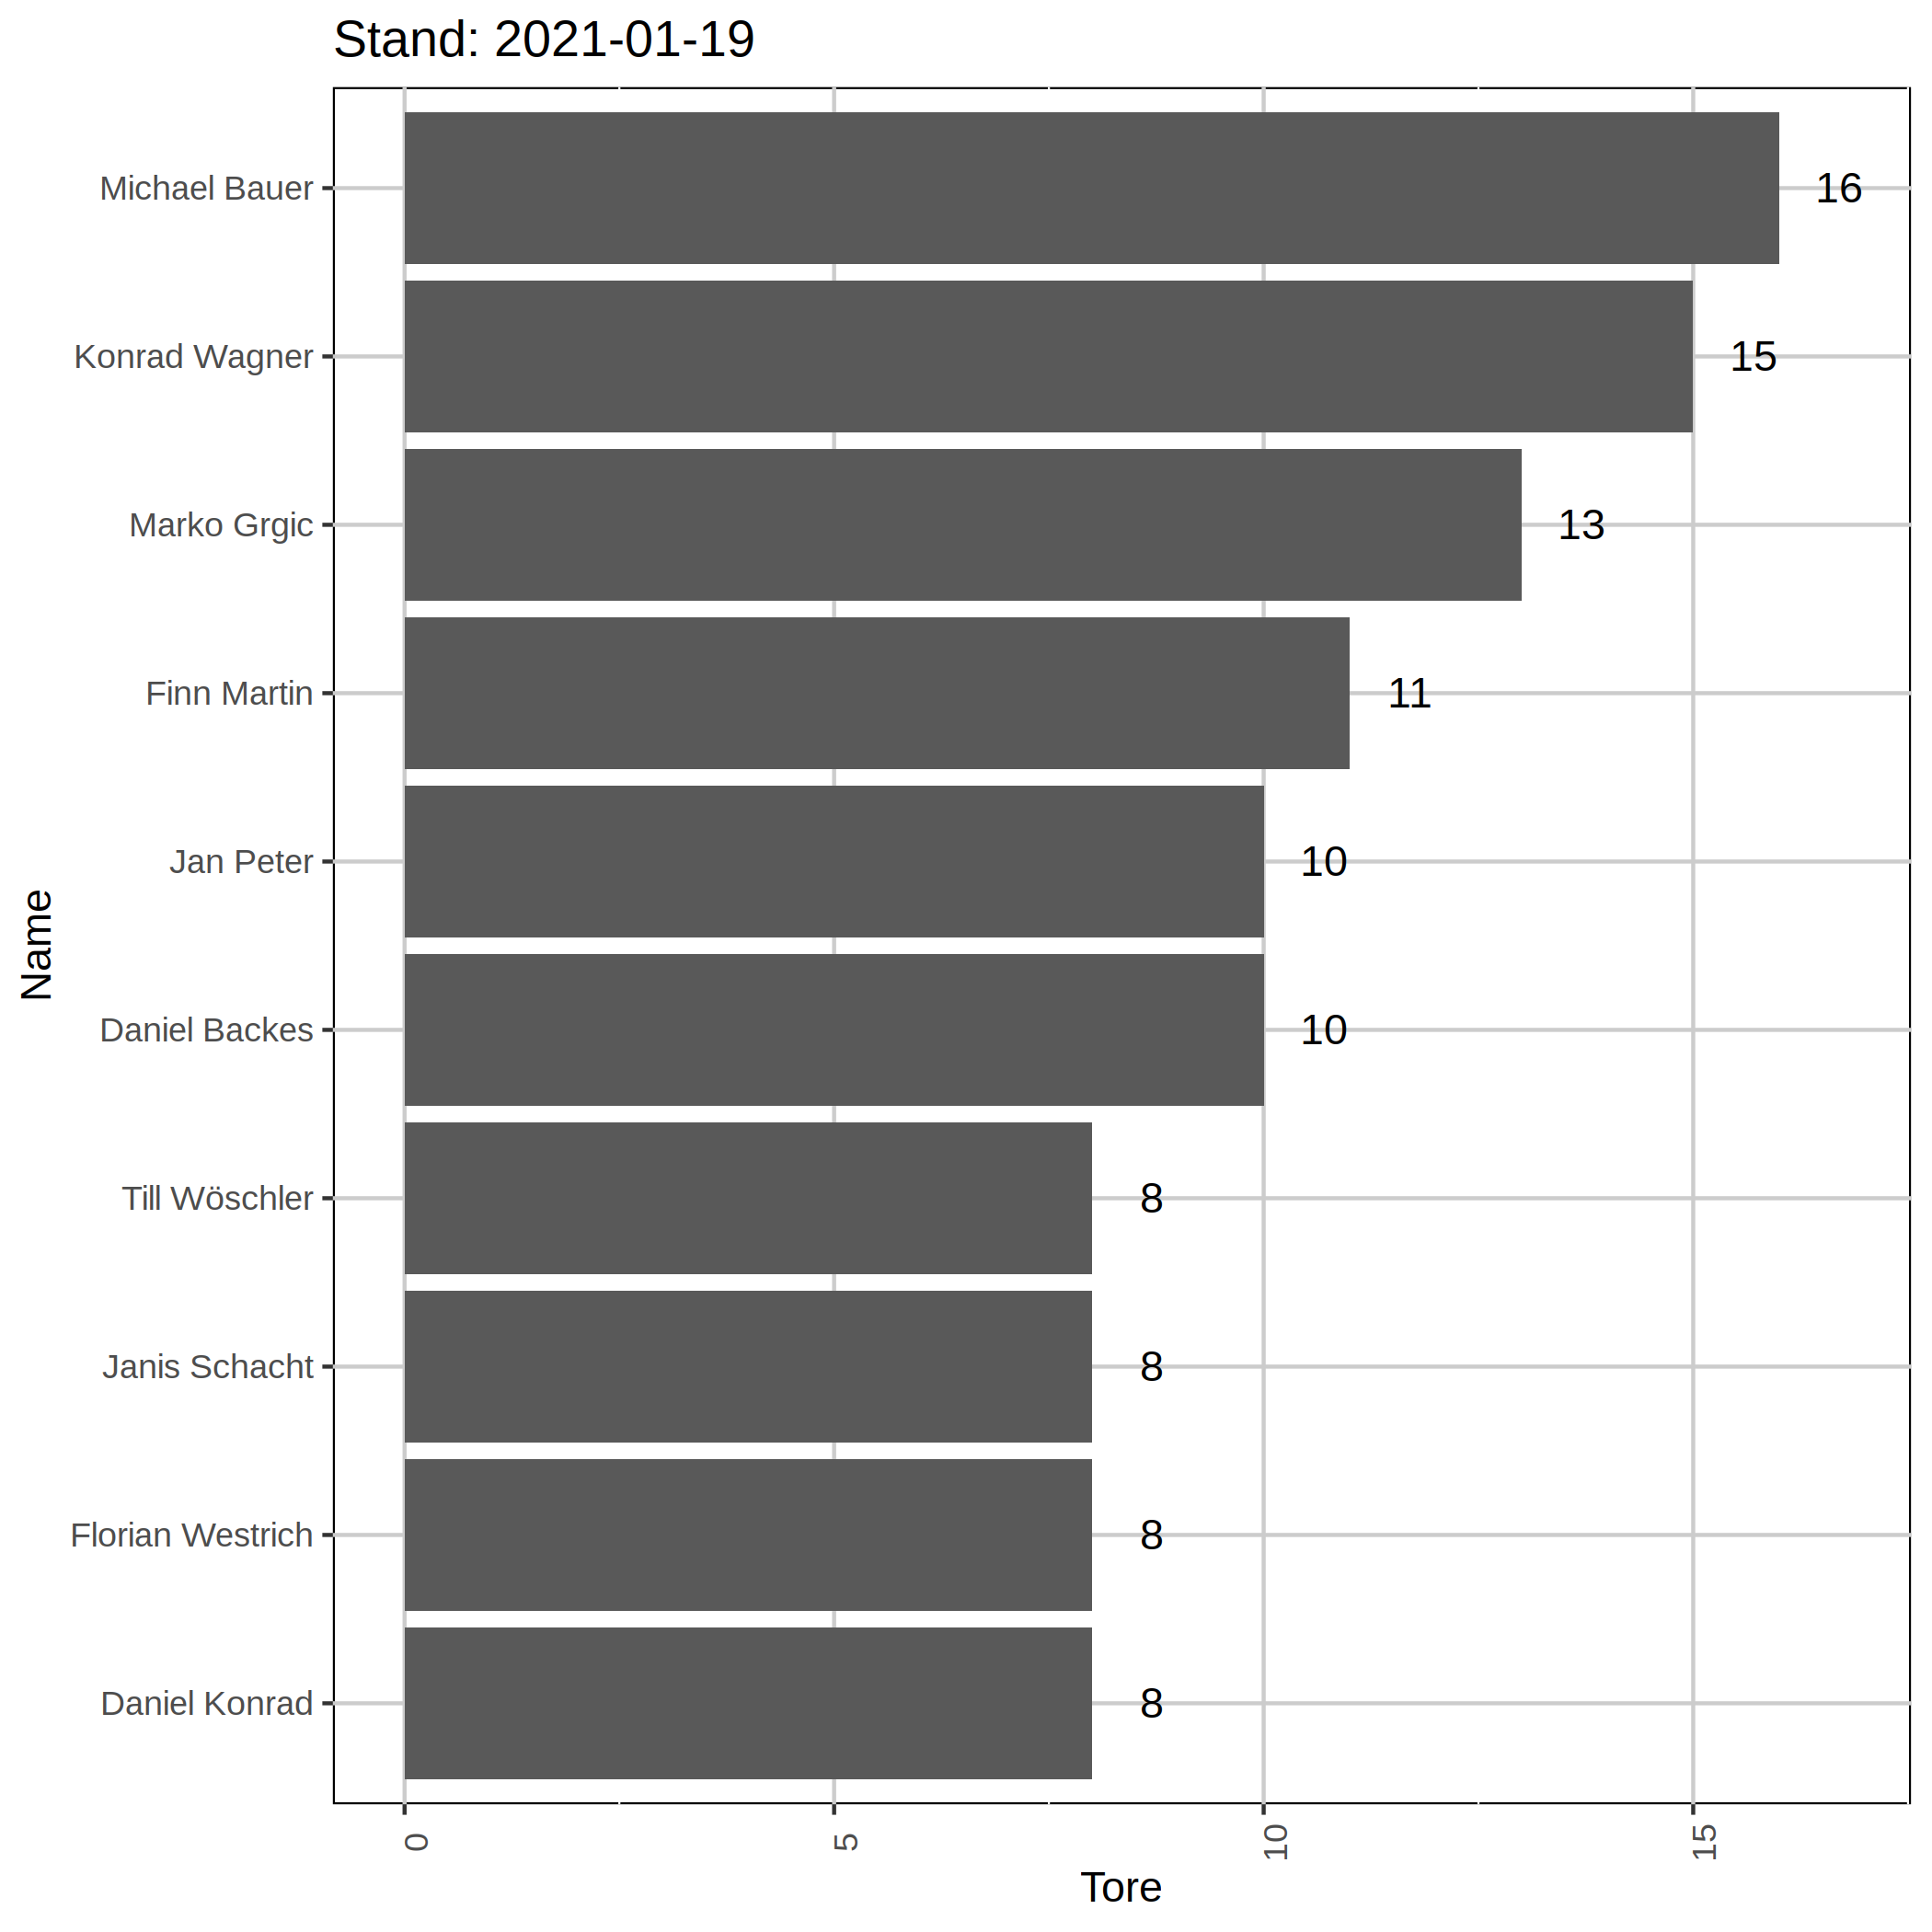 Stand: 2021-01-19
Michael Bauer 16
Konrad Wagner 15
Marko Grgic 13
Finn Martin 11
Jan Peter 10
Daniel Backes 10
Till Wöschler 8
Janis Schacht 8
Florian Westrich 8
Daniel Konrad 8
Name
0 5 10 15
Tore